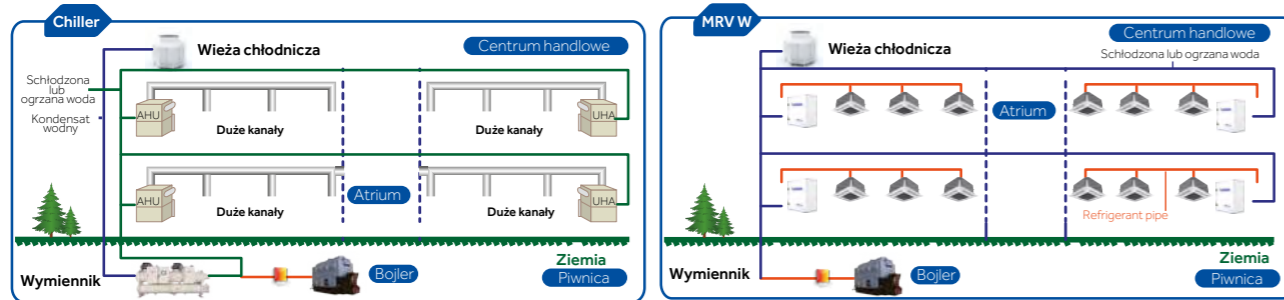 Chiller
Wieża chłodnicza
Centrum handlowe
Schłodzona
lub
ogrzana woda
Kondensat
wodny
AHU
Duże kanały
Duże kanały
UHA
AHU
Duże kanały
Atrium
Duże kanały
UHA
Ziemia
Wymiennik
Bojler
Piwnica
MRV W
Wieża chłodnicza
Centrum handlowe
Schłodzona lub ogrzana woda
Atrium
Refrigerant pipe
Ziemia
Wymiennik
Bojler
Piwnica